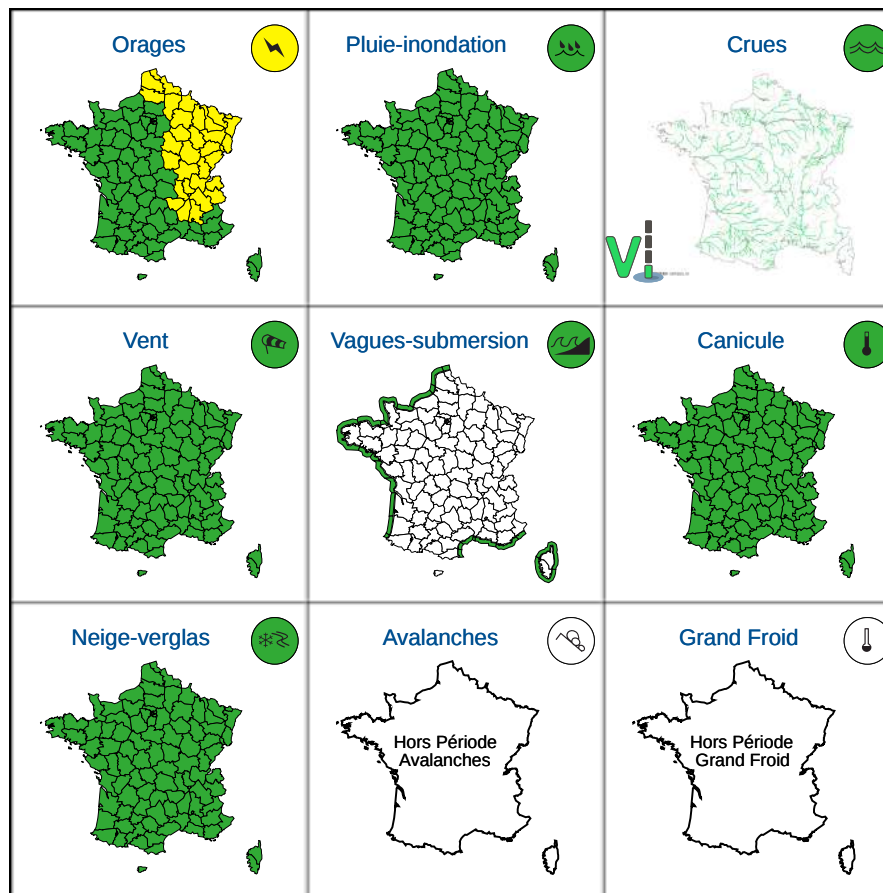 Orages
Pluie-inondation
Crues
Vent
Vagues-submersion
Canicule
Neige-verglas
Avalanches
Grand Froid
Hors Période
Avalanches
Hors Période
Grand Froid